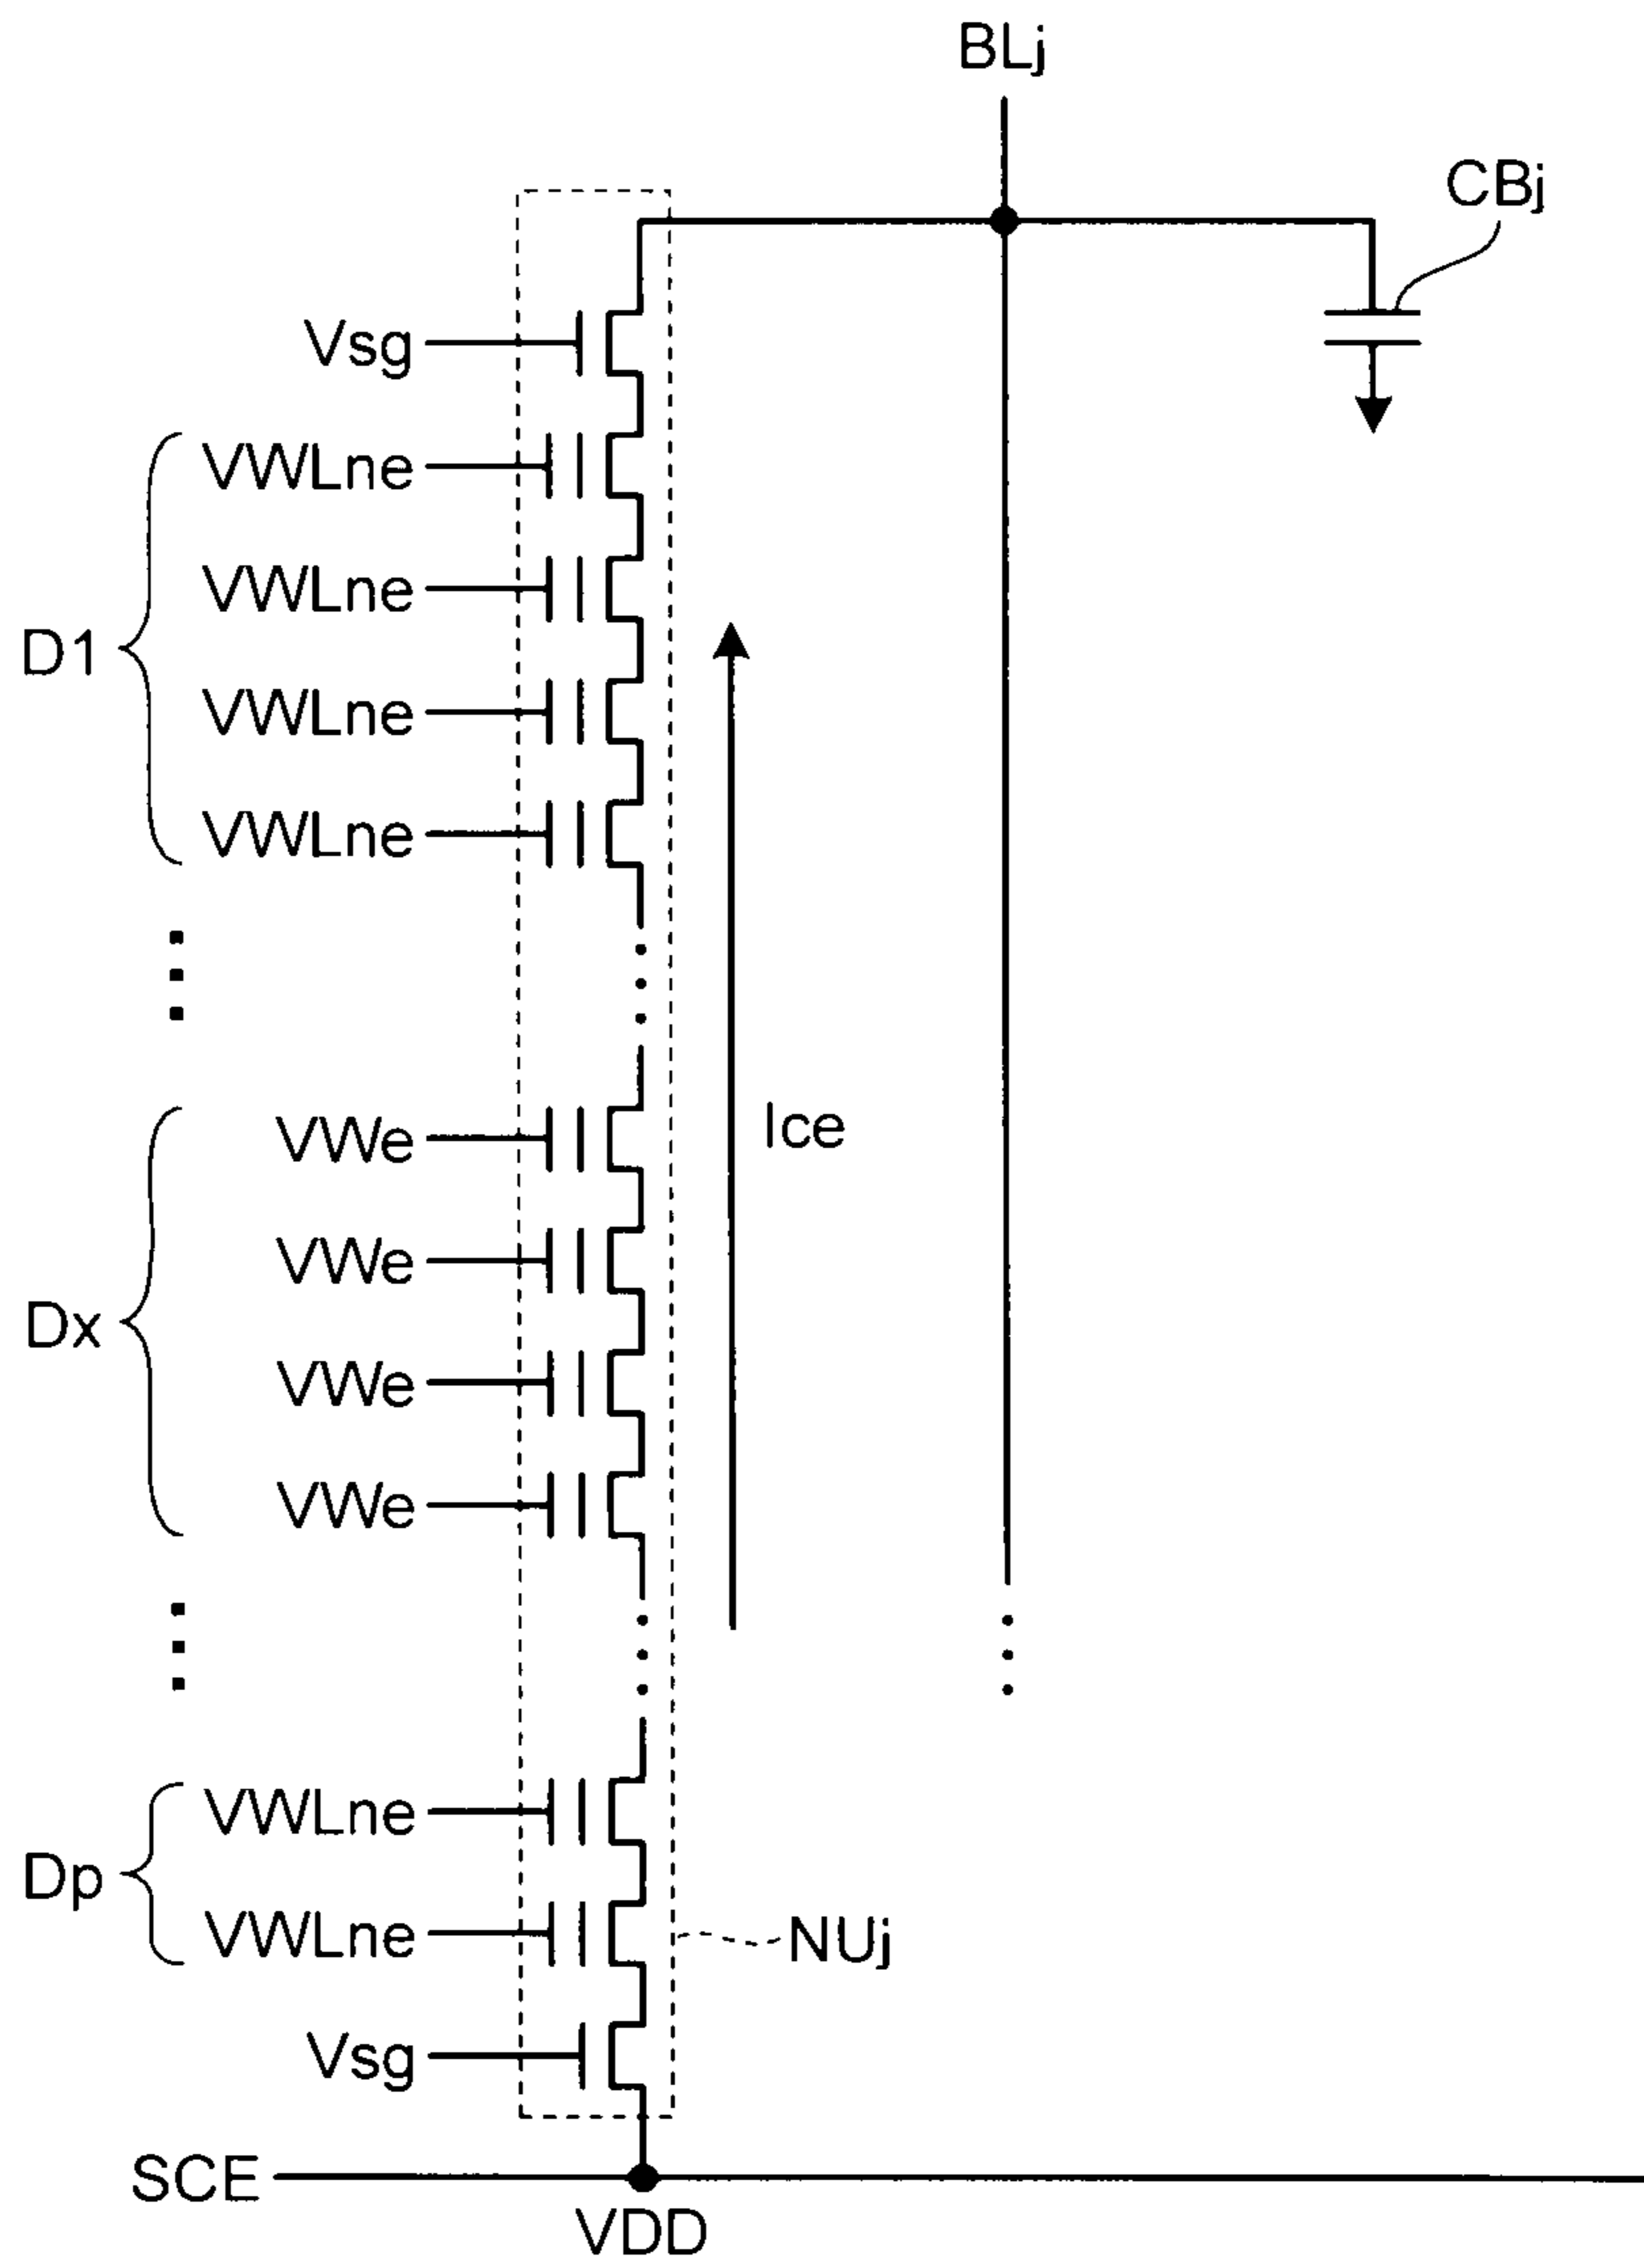 BLj
CBj
Vsg
VWLne
VWLne
D1
VWLne
VWLne
VWe
Ice
VWe
Dx
VWe
VWe
VWLne
Dp
VWLne
NUj
Vsg
SCE
VDD